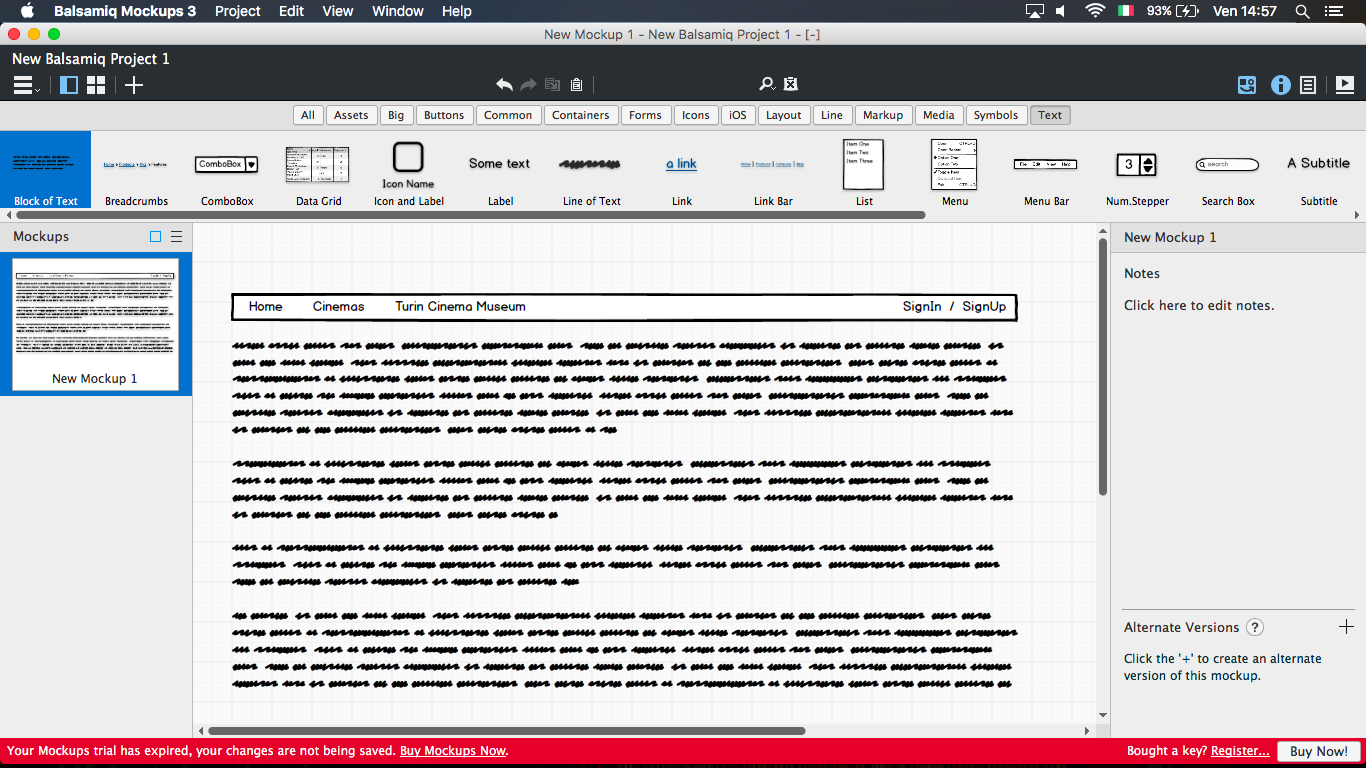 Balsamiq Mockups 3 Project Edit View Window Help 93% Ven 14:57
New Mockup 1 - New Balsamiq Project 1 - [-]
New Balsamiq Project 1
All Assets Big Buttons Common Containers Forms Icons iOS Layout Line Markup Media Symbols Text
ComboBox Icon Name Some text a link Item One Item Two Item Three 3 search A Subtitle
Block of Text Breadcrumbs ComboBox Data Grid Icon and Label Label Line of Text Link Link Bar List Menu Menu Bar Num.Stepper Search Box Subtitle
Mockups
New Mockup 1
Home Cinemas Turin Cinema Museum SignIn / SignUp
New Mockup 1
Notes
Click here to edit notes.
Alternate Versions ?
Click the '+' to create an alternate
version of this mockup.
Your Mockups trial has expired, your changes are not being saved. Buy Mockups Now.
Bought a key? Register... Buy Now!